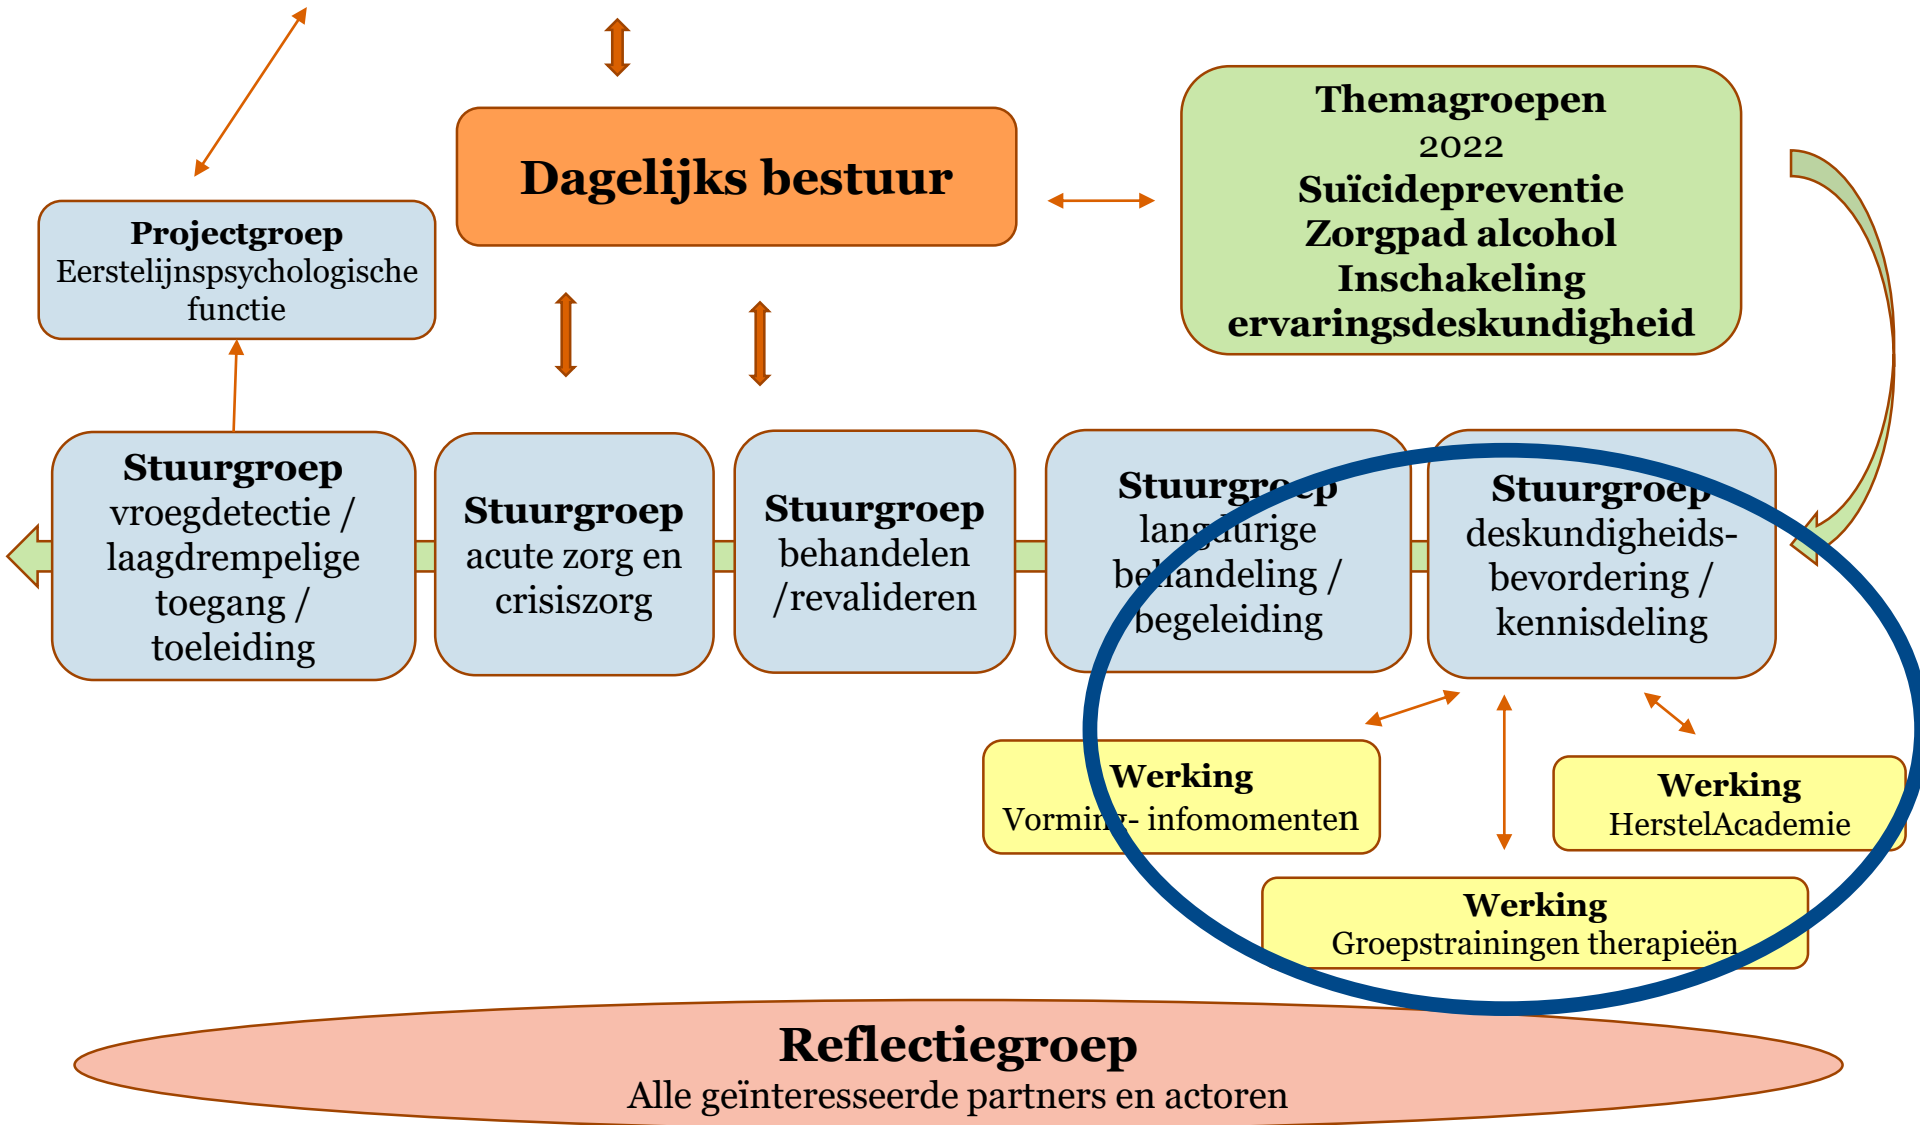 Dagelijks bestuur
Themagroepen
2022
Suïcidepreventie
Zorgpad alcohol
Inschakeling
ervaringsdeskundigheid
Projectgroep
Eerstelijnspsychologische
functie
Stuurgroep
vroegdetectie /
laagdrempelige
toegang /
toeleiding
Stuurgroep
acute zorg en
crisiszorg
Stuurgroep
behandelen
/revalideren
Stuurgroep
langdurige
behandeling /
begeleiding
Stuurgroep
deskundigheids-
bevordering /
kennisdeling
Werking
Vorming- infomomenten
Werking
HerstelAcademie
Werking
Groepstrainingen therapieën
Reflectiegroep
Alle geïnteresseerde partners en actoren